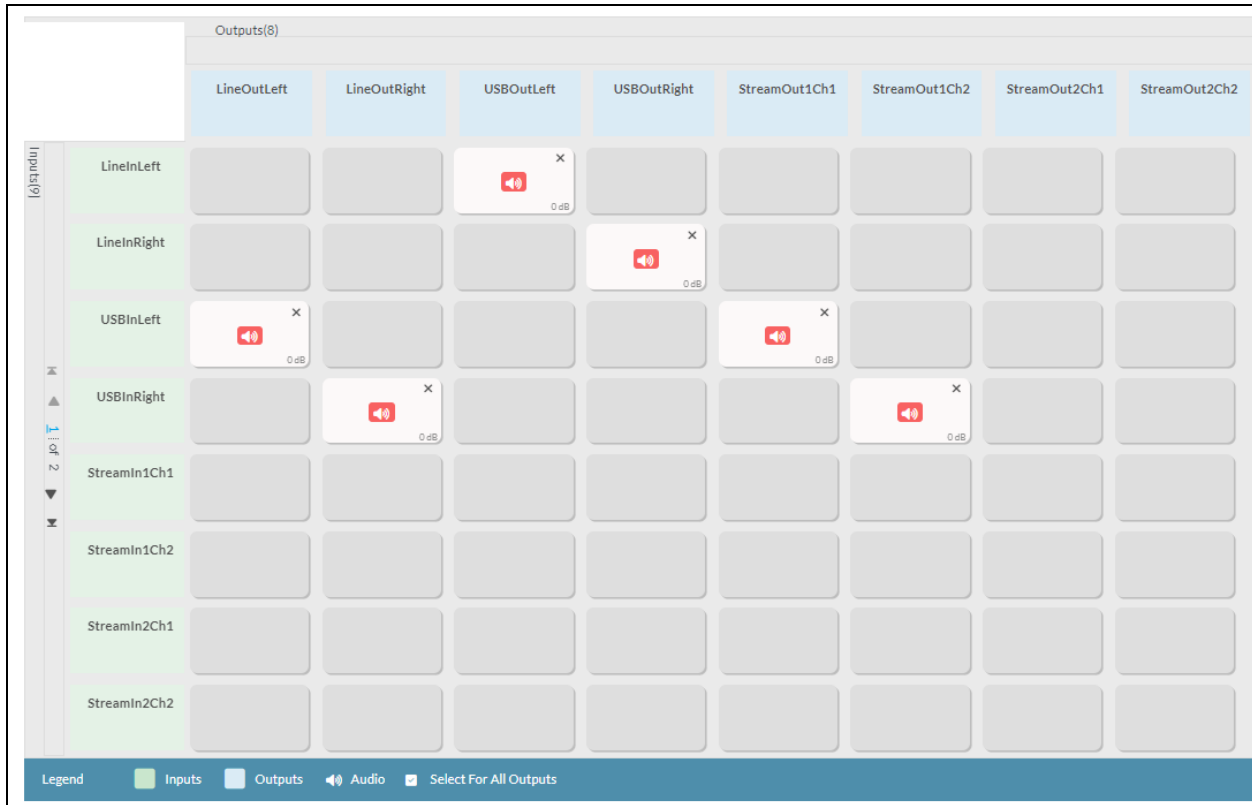 Outputs(8)
LineOutLeft LineOutRight USBOutLeft USBOutRight StreamOut1Ch1 StreamOut1Ch2 StreamOut2Ch1 StreamOut2Ch2
Inputs(9)
LineInLeft
0 dB
LineInRight
0 dB
USBInLeft
0 dB 0 dB
USBInRight
0 dB 0 dB
1 of 2
StreamIn1Ch1
StreamIn1Ch2
StreamIn2Ch1
StreamIn2Ch2
Legend Inputs Outputs Audio Select For All Outputs